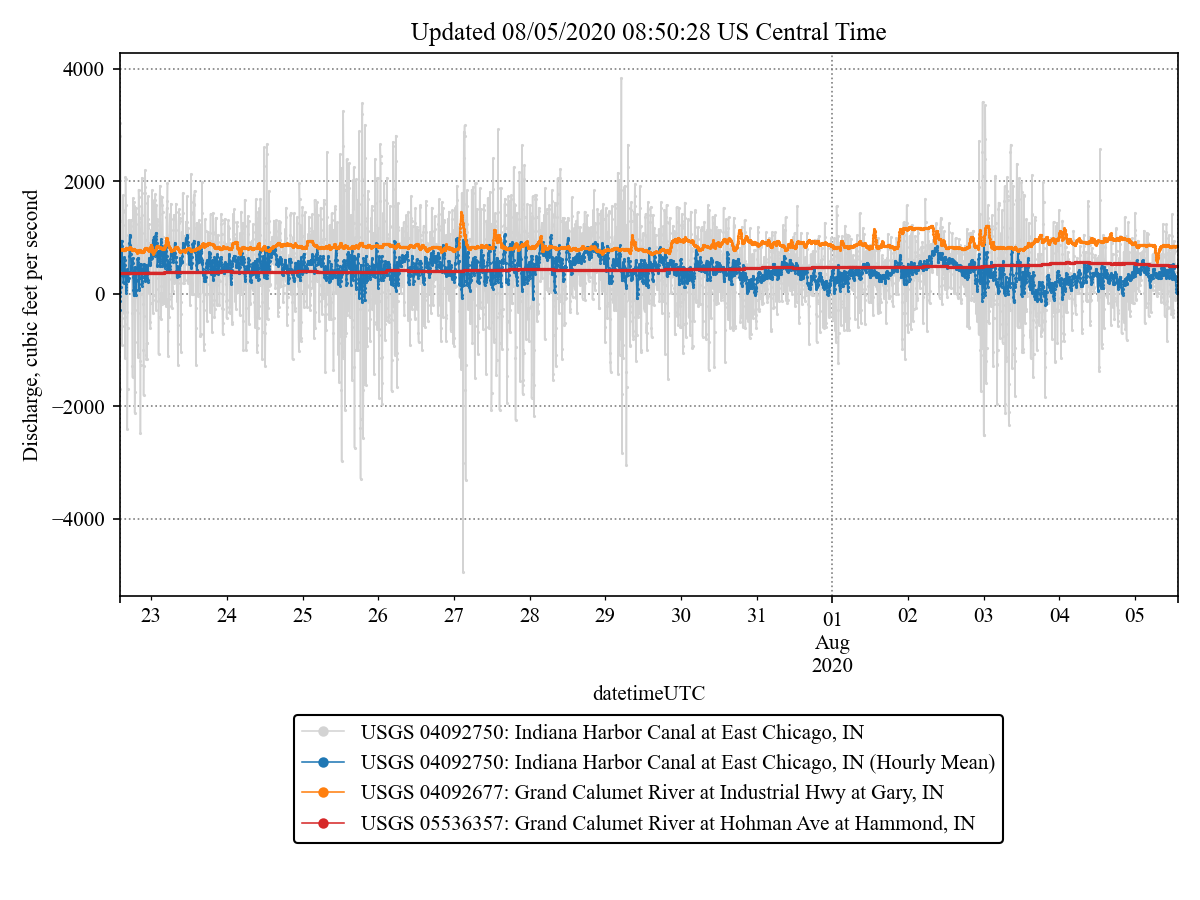 Updated 08/05/2020 08:50:28 US Central Time
Discharge, cubic feet per second
4000
2000
0
−2000
−4000
23 24 25 26 27 28 29 30 31 01 02 03 04 05
Aug
2020
datetimeUTC
USGS 04092750: Indiana Harbor Canal at East Chicago, IN
USGS 04092750: Indiana Harbor Canal at East Chicago, IN (Hourly Mean)
USGS 04092677: Grand Calumet River at Industrial Hwy at Gary, IN
USGS 05536357: Grand Calumet River at Hohman Ave at Hammond, IN